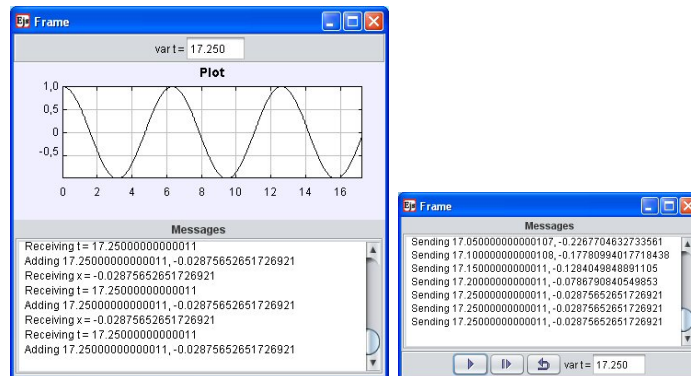 Ejs Frame
var t = 17.250
Plot
1,0
0,5
0
-0,5
0 2 4 6 8 10 12 14 16
Messages
Receiving t = 17.25000000000011
Adding 17.25000000000011, -0.02875652651726921
Receiving x = -0.02875652651726921
Receiving t = 17.25000000000011
Adding 17.25000000000011, -0.02875652651726921
Receiving x = -0.02875652651726921
Receiving t = 17.25000000000011
Adding 17.25000000000011, -0.02875652651726921
Ejs Frame
Messages
Sending 17.050000000000107, -0.2267704632733561
Sending 17.100000000000108, -0.17780994017718438
Sending 17.15000000000011, -0.1284049848891105
Sending 17.20000000000011, -0.0786790840549853
Sending 17.25000000000011, -0.02875652651726921
Sending 17.25000000000011, -0.02875652651726921
Sending 17.25000000000011, -0.02875652651726921
var t = 17.250